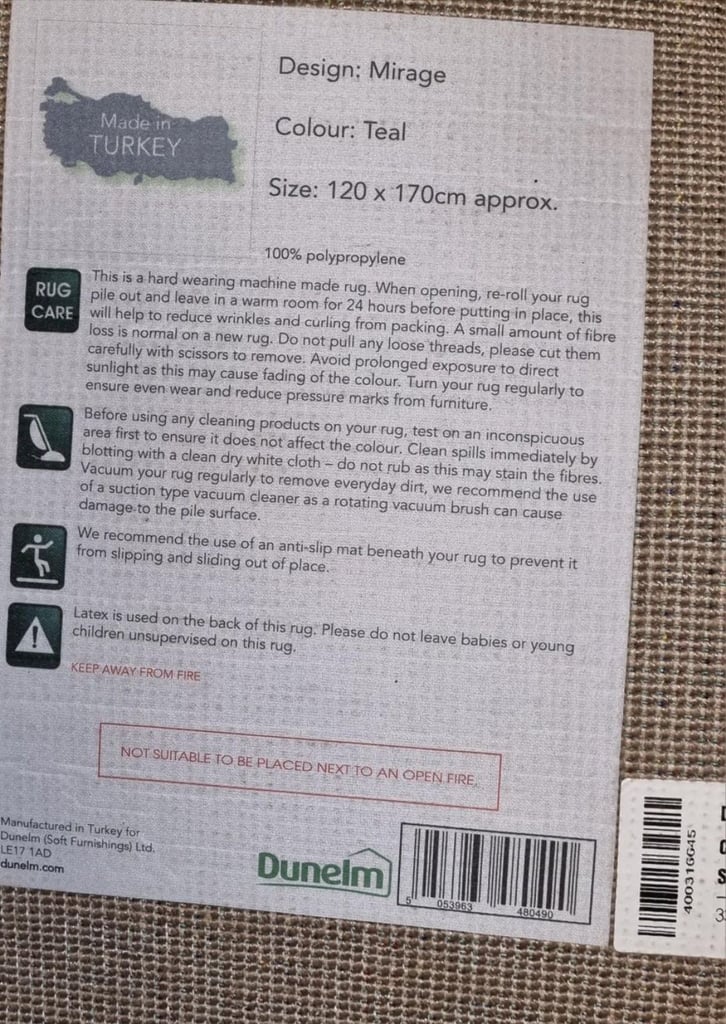 Made in
TURKEY
Design: Mirage
Colour: Teal
Size: 120 x 170cm approx.
100% polypropylene
RUG
CARE
This is a hard wearing machine made rug. When opening, re-roll your rug
pile out and leave in a warm room for 24 hours before putting in place, this
will help to reduce wrinkles and curling from packing. A small amount of fibre
loss is normal on a new rug. Do not pull any loose threads, please cut them
carefully with scissors to remove. Avoid prolonged exposure to direct
sunlight as this may cause fading of the colour. Turn your rug regularly to
ensure even wear and reduce pressure marks from furniture.
Before using any cleaning products on your rug, test on an inconspicuous
area first to ensure it does not affect the colour. Clean spills immediately by
blotting with a clean dry white cloth – do not rub as this may stain the fibres.
Vacuum your rug regularly to remove everyday dirt, we recommend the use
of a suction type vacuum cleaner as a rotating vacuum brush can cause
damage to the pile surface.
We recommend the use of an anti-slip mat beneath your rug to prevent it
from slipping and sliding out of place.
Latex is used on the back of this rug. Please do not leave babies or young
children unsupervised on this rug.
KEEP AWAY FROM FIRE
NOT SUITABLE TO BE PLACED NEXT TO AN OPEN FIRE.
Manufactured in Turkey for
Dunelm (Soft Furnishings) Ltd.
LE17 1AD
dunelm.com
Dunelm
5 053963 480490
400316645